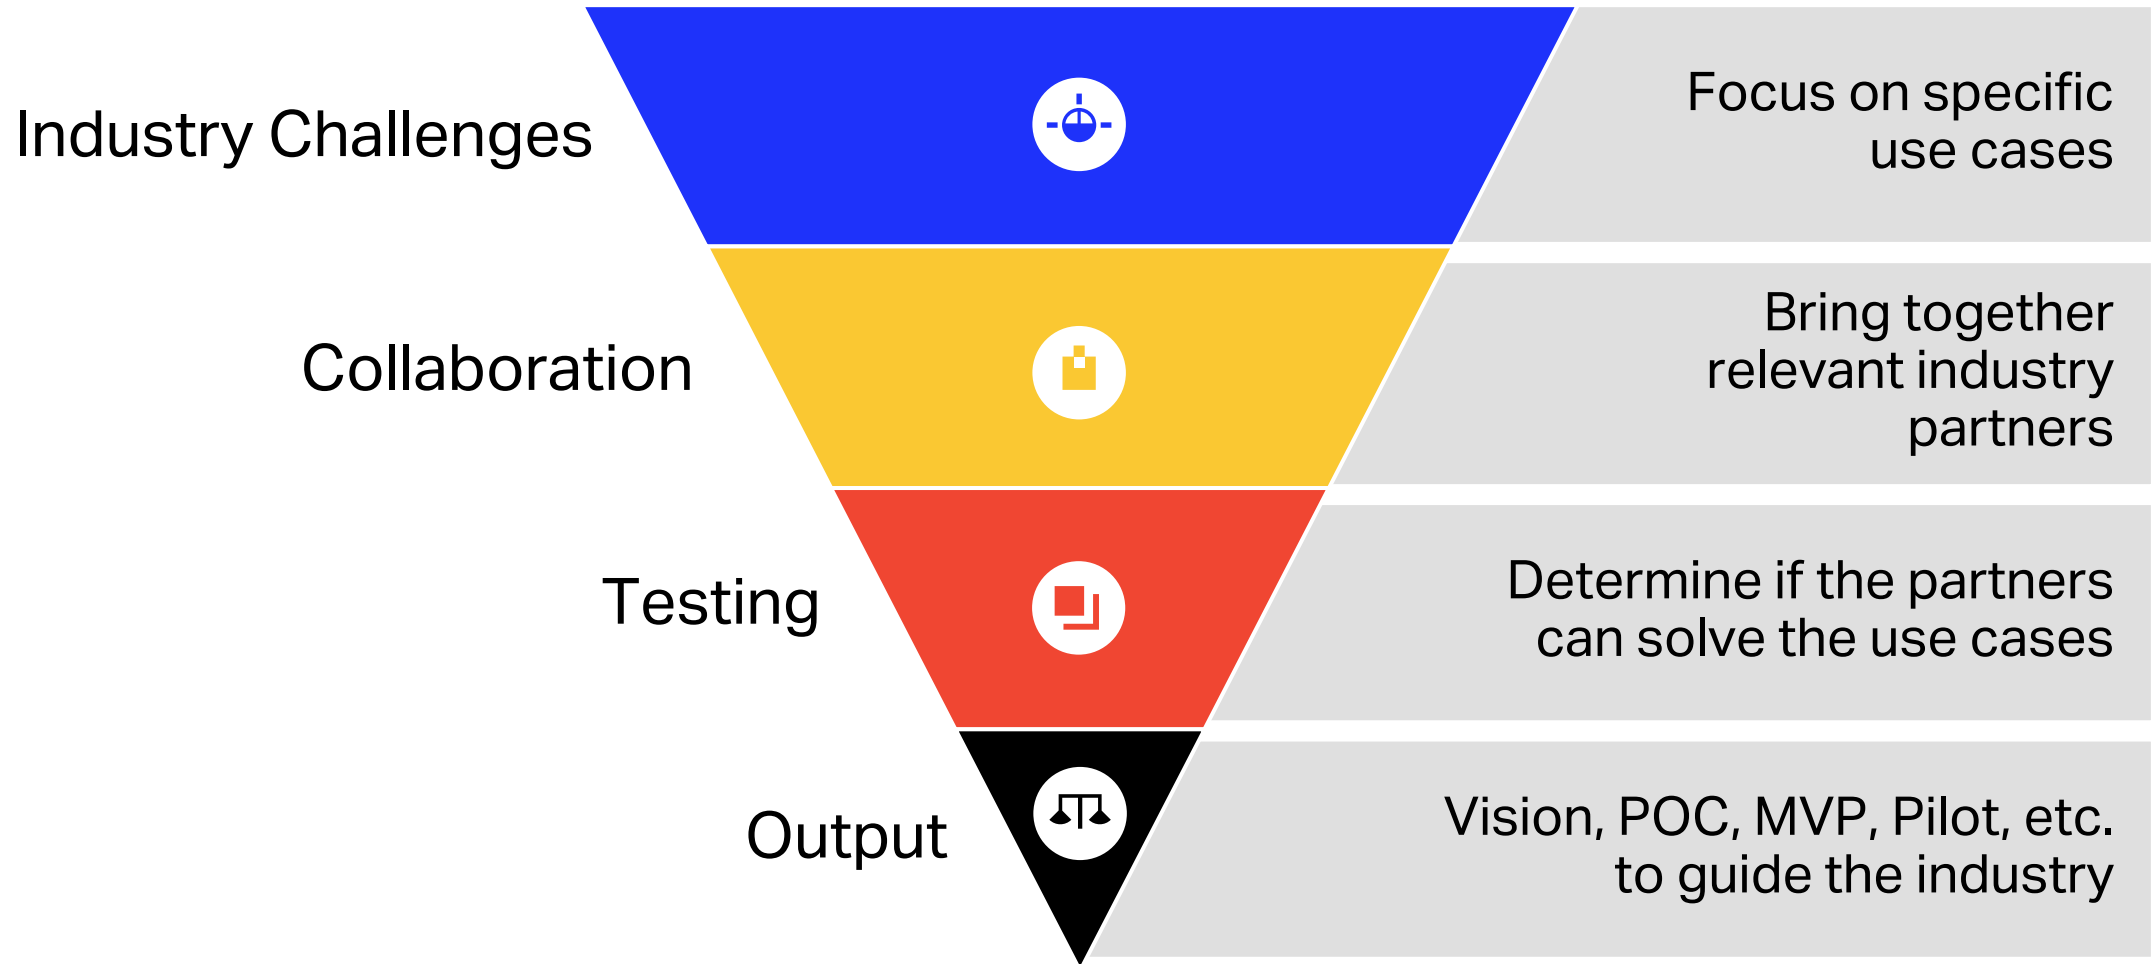 Industry Challenges
Focus on specific
use cases
Collaboration
Bring together
relevant industry
partners
Testing
Determine if the partners
can solve the use cases
Output
Vision, POC, MVP, Pilot, etc.
to guide the industry